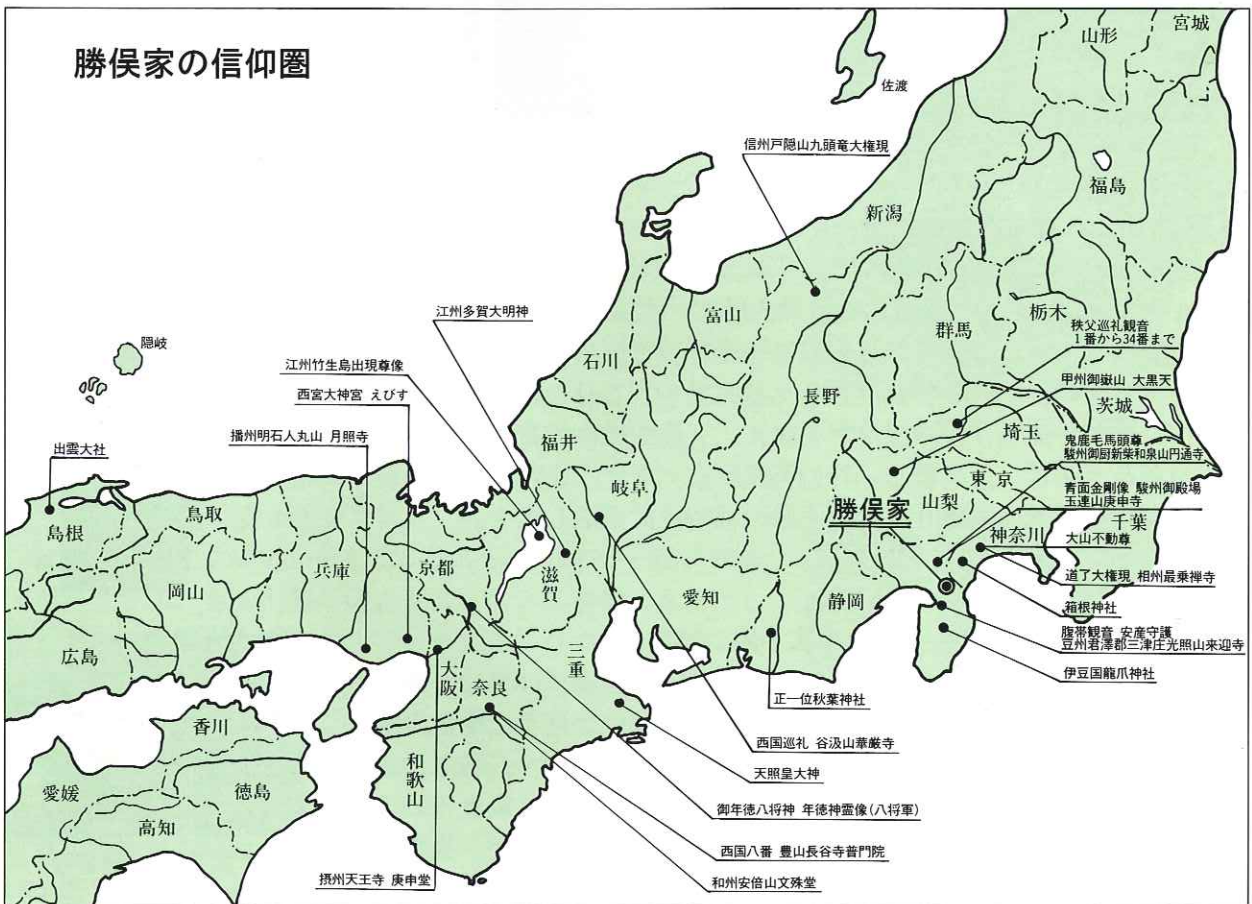 勝俣家の信仰圏
宮城
山形
佐渡
信州戸隠山九頭竜大権現
福島
新潟
江州多賀大明神
富山
群馬
栃木
秩父巡礼観音
1番から34番まで
隠岐
石川
江州竹生島出現尊像
甲州御嶽山 大黒天
西宮大神宮 えびす
長野
茨城
福井
埼玉
播州明石人丸山 月照寺
鬼鹿毛馬頭尊
駿州御厨新柴和泉山円通寺
出雲大社
岐阜
東京
青面金剛像 駿州御殿場
玉連山庚申寺
山梨
勝俣家
鳥取
島根
千葉
神奈川
大山不動尊
兵庫
京都
滋賀
道了大権現 相州最乗禅寺
岡山
愛知
静岡
箱根神社
腹帯観音 安産守護
豆州君澤郡三津庄光照山来迎寺
広島
三重
大阪
奈良
伊豆国龍爪神社
正一位秋葉神社
香川
西国巡礼 谷汲山華厳寺
和歌山
天照皇大神
愛媛
徳島
御年徳八将神 年徳神霊像(八将軍)
高知
西国八番 豊山長谷寺普門院
摂州天王寺 庚申堂
和州安倍山文殊堂